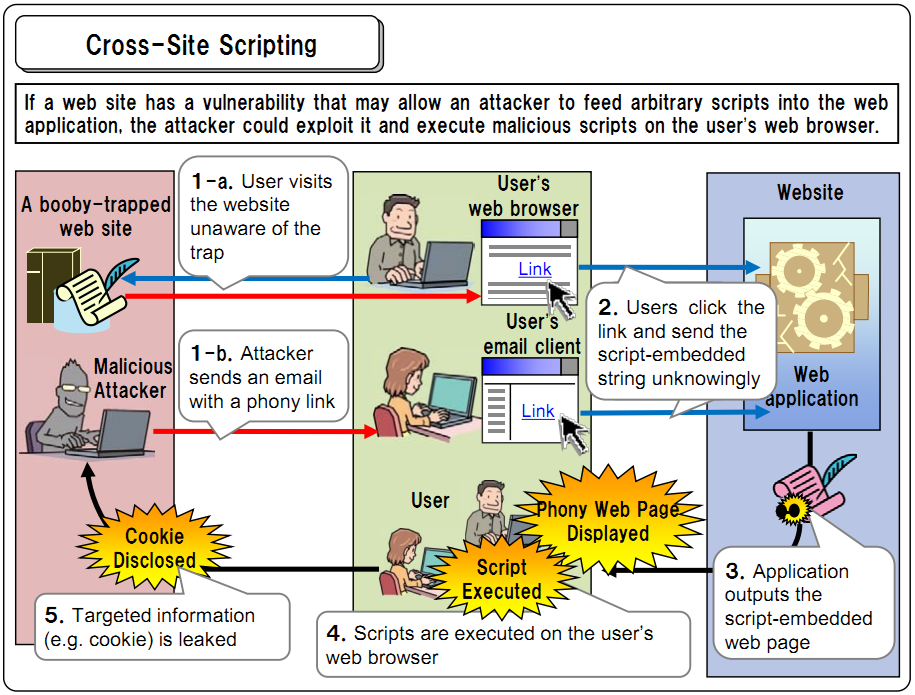 Cross-Site Scripting
If a web site has a vulnerability that may allow an attacker to feed arbitrary scripts into the web
application, the attacker could exploit it and execute malicious scripts on the user's web browser.
A booby-trapped
web site
1-a. User visits
the website
unaware of the
trap
User's
web browser
Link
Website
2. Users click the
link and send the
script-embedded
string unknowingly
Malicious
Attacker
1-b. Attacker
sends an email
with a phony link
User's
email client
Link
Web
application
User
Phony Web Page
Displayed
Script
Executed
Cookie
Disclosed
3. Application
outputs the
script-embedded
web page
4. Scripts are executed on the user's
web browser
5. Targeted information
(e.g. cookie) is leaked